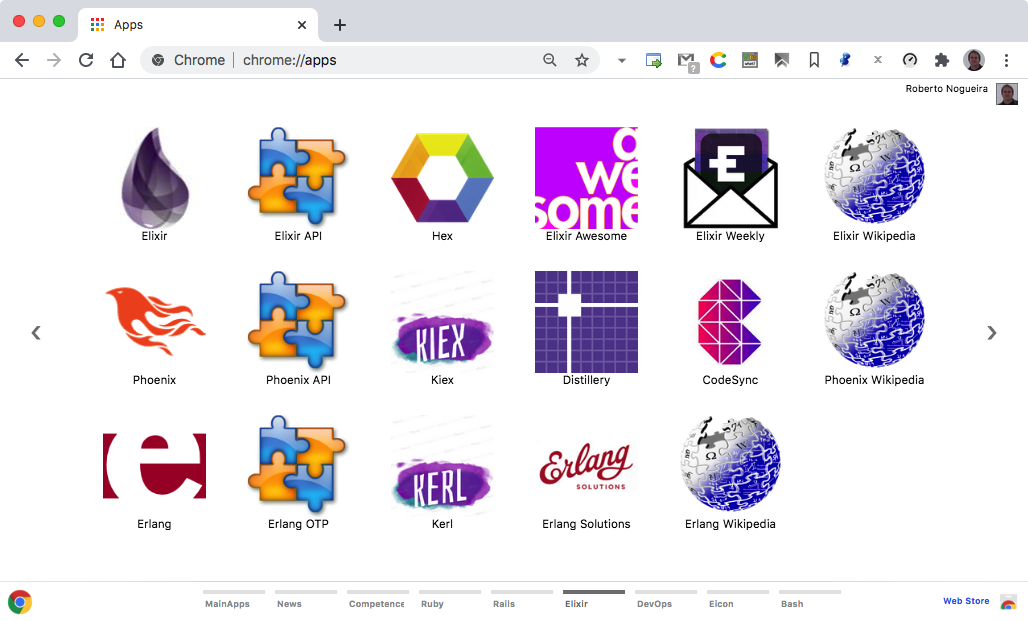 Apps
Chrome chrome://apps
Roberto Nogueira
awesome
E
Elixir Elixir API Hex Elixir Awesome Elixir Weekly Elixir Wikipedia
KIEX
Phoenix Phoenix API Kiex Distillery CodeSync Phoenix Wikipedia
e KERL Erlang
SOLUTIONS
Erlang Erlang OTP Kerl Erlang Solutions Erlang Wikipedia
MainApps News Competence Ruby Rails Elixir DevOps Eicon Bash Web Store